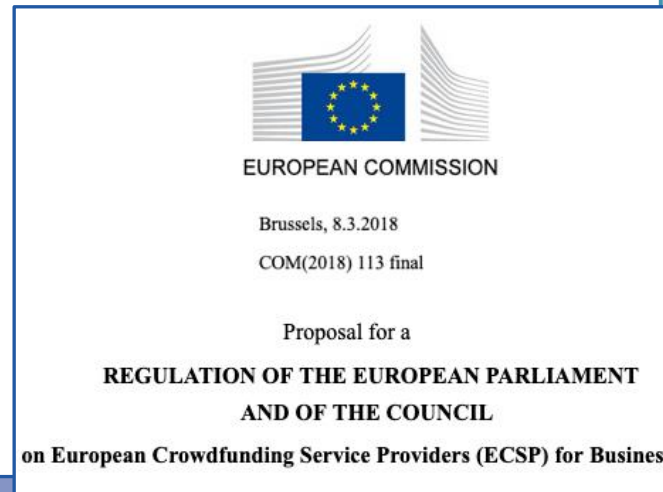 EUROPEAN COMMISSION
Brussels, 8.3.2018
COM(2018) 113 final
Proposal for a
REGULATION OF THE EUROPEAN PARLIAMENT
AND OF THE COUNCIL
on European Crowdfunding Service Providers (ECSP) for Busines